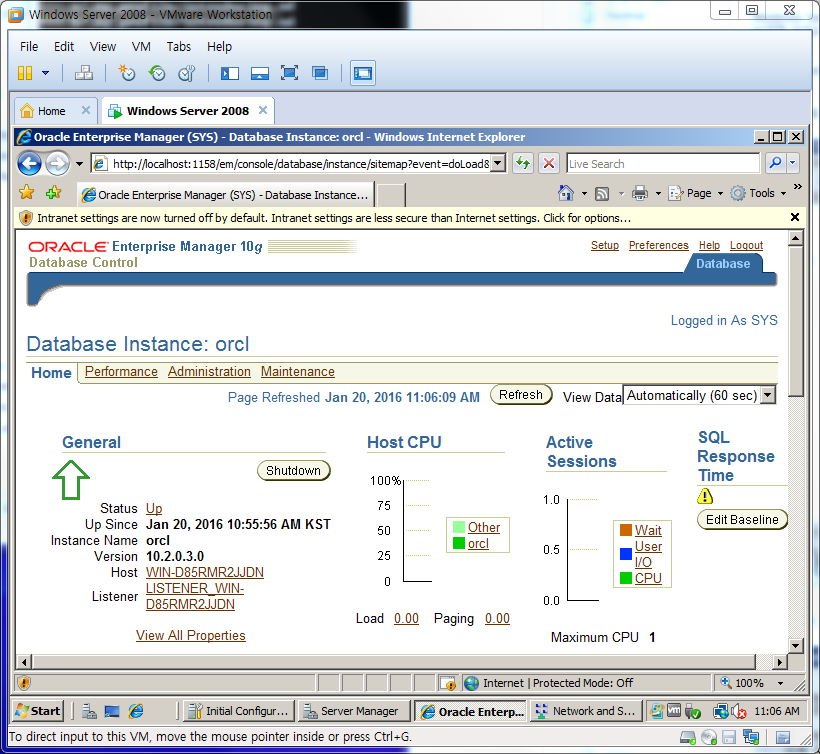 Windows Server 2008 - VMware Workstation
File Edit View VM Tabs Help
Home Windows Server 2008
Oracle Enterprise Manager (SYS) - Database Instance: orcl - Windows Internet Explorer
http://localhost:1158/em/console/database/instance/sitemap?event=doLoad& Live Search
Oracle Enterprise Manager (SYS) - Database Instance... Page Tools »
Intranet settings are now turned off by default. Intranet settings are less secure than Internet settings. Click for options...
ORACLE Enterprise Manager 10g Setup Preferences Help Logout
Database Control Database
Logged in As SYS
Database Instance: orcl
Home Performance Administration Maintenance
Page Refreshed Jan 20, 2016 11:06:09 AM Refresh View Data Automatically (60 sec)
General
Shutdown
Status Up
Up Since Jan 20, 2016 10:55:56 AM KST
Instance Name orcl
Version 10.2.0.3.0
Host WIN-D85RMR2JJDN
Listener LISTENER_WIN-
D85RMR2JJDN
View All Properties
Host CPU
100%
75
50
25
0
Other
orcl
Load 0.00 Paging 0.00
Active
Sessions
1.0
0.5
0.0
Wait
User
I/O
CPU
Maximum CPU 1
SQL
Response
Time
Edit Baseline
Internet | Protected Mode: Off 100%
Start Initial Configur... Server Manager Oracle Enterp... Network and S... 11:06 AM
To direct input to this VM, move the mouse pointer inside or press Ctrl+G.